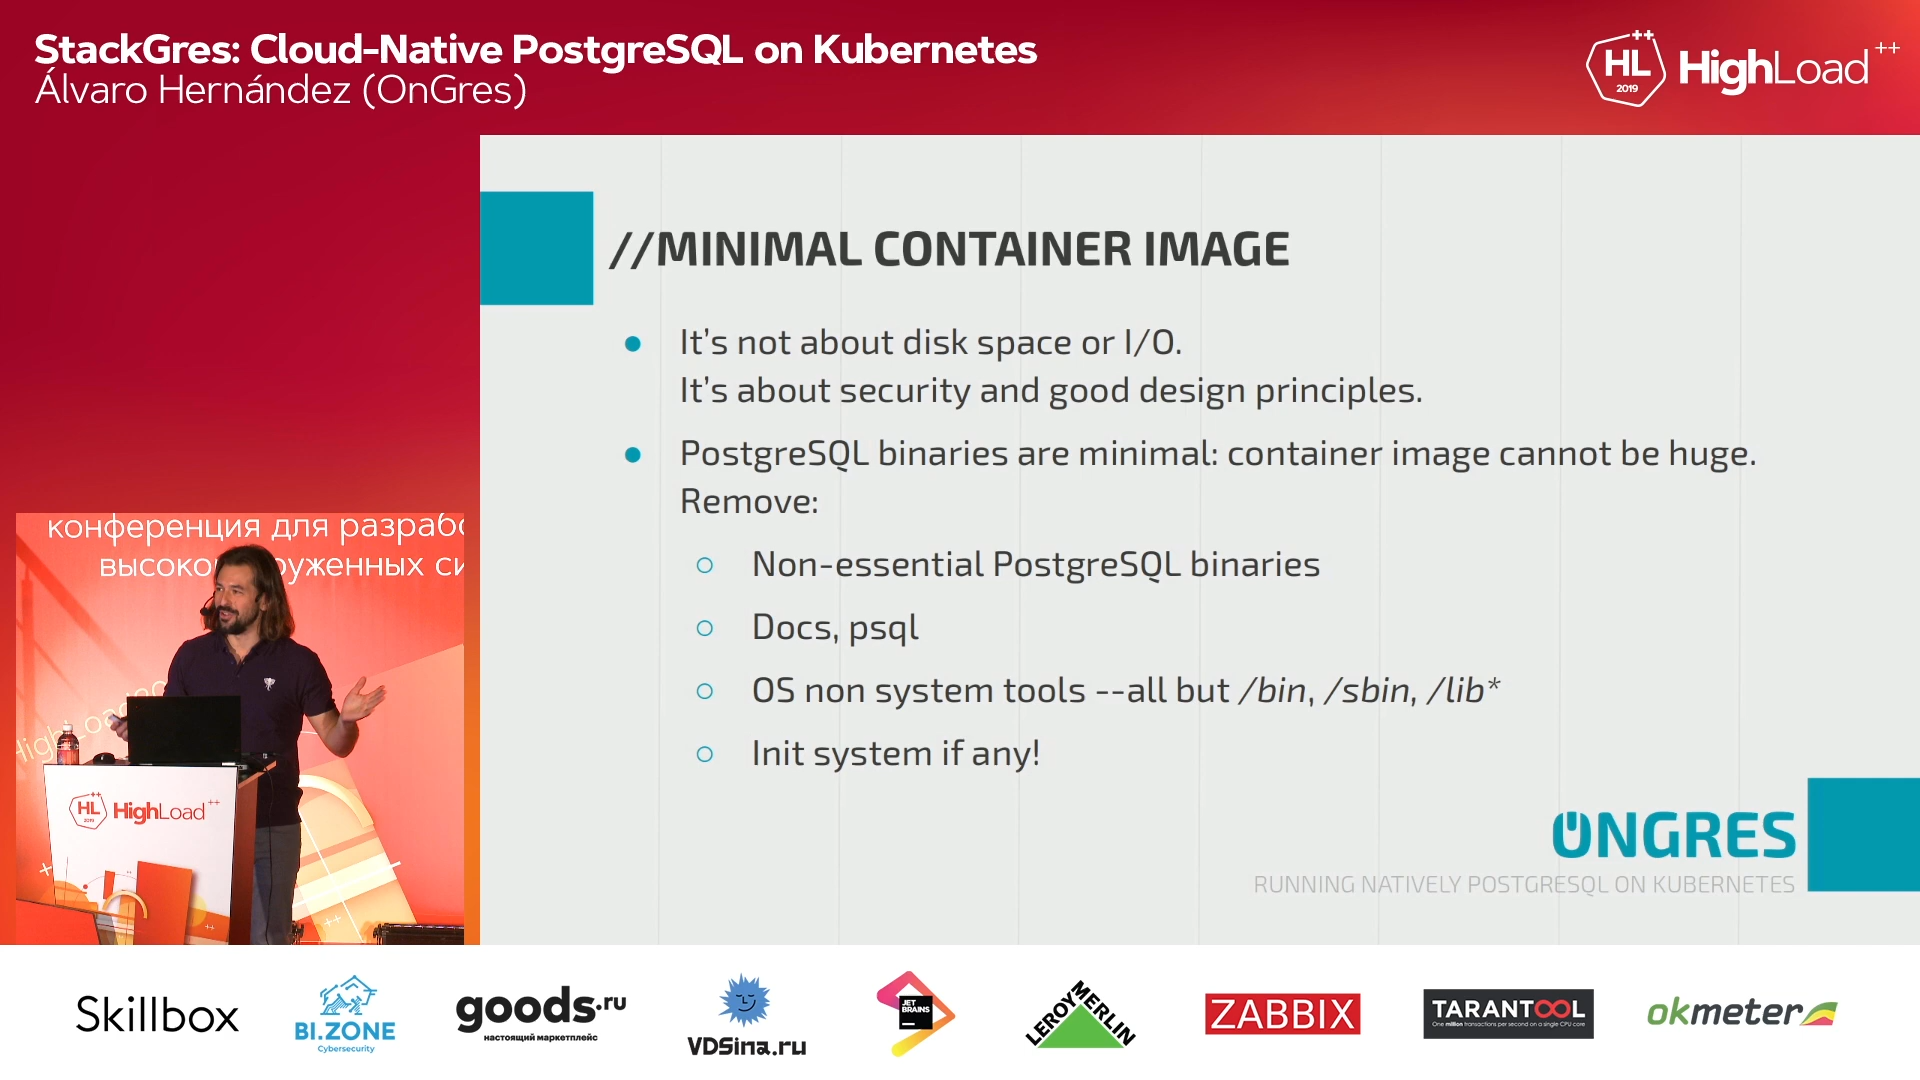 StackGres: Cloud-Native PostgreSQL on Kubernetes
Álvaro Hernández (OnGres)
HL++ 2019 HighLoad++
//MINIMAL CONTAINER IMAGE
● It's not about disk space or I/O.
It's about security and good design principles.
● PostgreSQL binaries are minimal: container image cannot be huge.
Remove:
○ Non-essential PostgreSQL binaries
○ Docs, psql
○ OS non system tools --all but /bin, /sbin, /lib*
○ Init system if any!
ONGRES
RUNNING NATIVELY POSTGRESQL ON KUBERNETES
конференция для разрабо
HighLoad
HL++ 2019 HighLoad++
Skillbox
BI.ZONE
Cybersecurity
goods.ru
настоящий маркетплейс
VDSina.ru
JET
BRAINS
LEROY MERLIN
ZABBIX
TARANTOOL
One million transactions per second on a single CPU core
okmeter